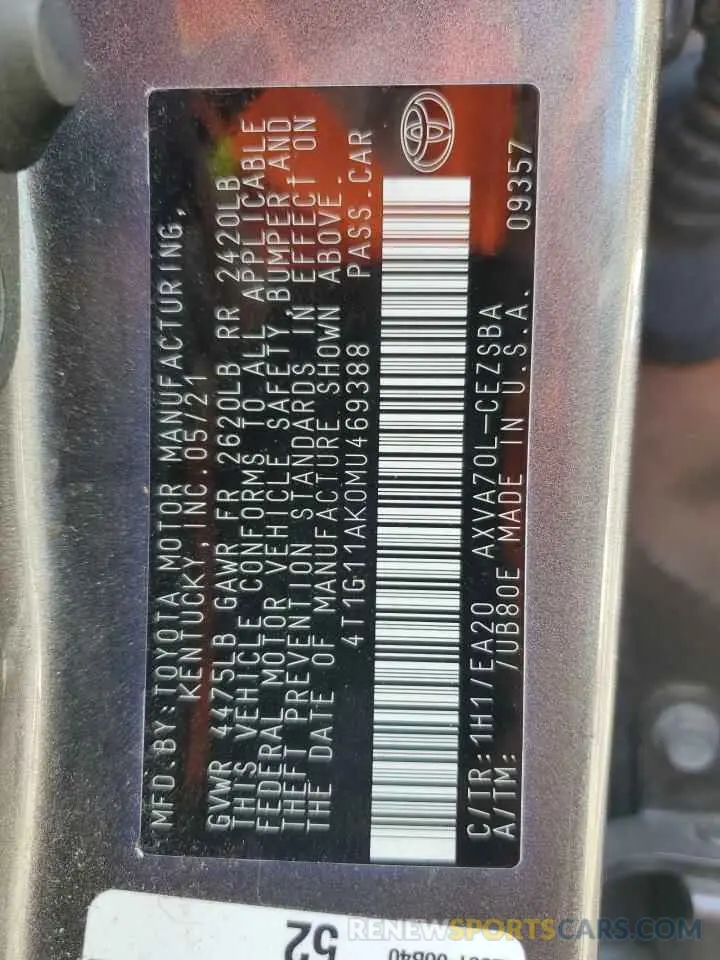 MFD.BY:TOYOTA MOTOR MANUFACTURING,
KENTUCKY,INC.05/21
GVWR 4475LB GAWR FR 2620LB RR 2420LB
THIS VEHICLE CONFORMS TO ALL APPLICABLE
FEDERAL MOTOR VEHICLE SAFETY, BUMPER AND
THEFT PREVENTION STANDARDS IN EFFECT ON
THE DATE OF MANUFACTURE SHOWN ABOVE.
4T1G11AK0MU469388 PASS.CAR
C/TR:1H1/EA20 AXVA70L-CEZSBA
A/TM: /UB80E MADE IN U.S.A. 09357
52
RENEWSPORTSCARS.COM